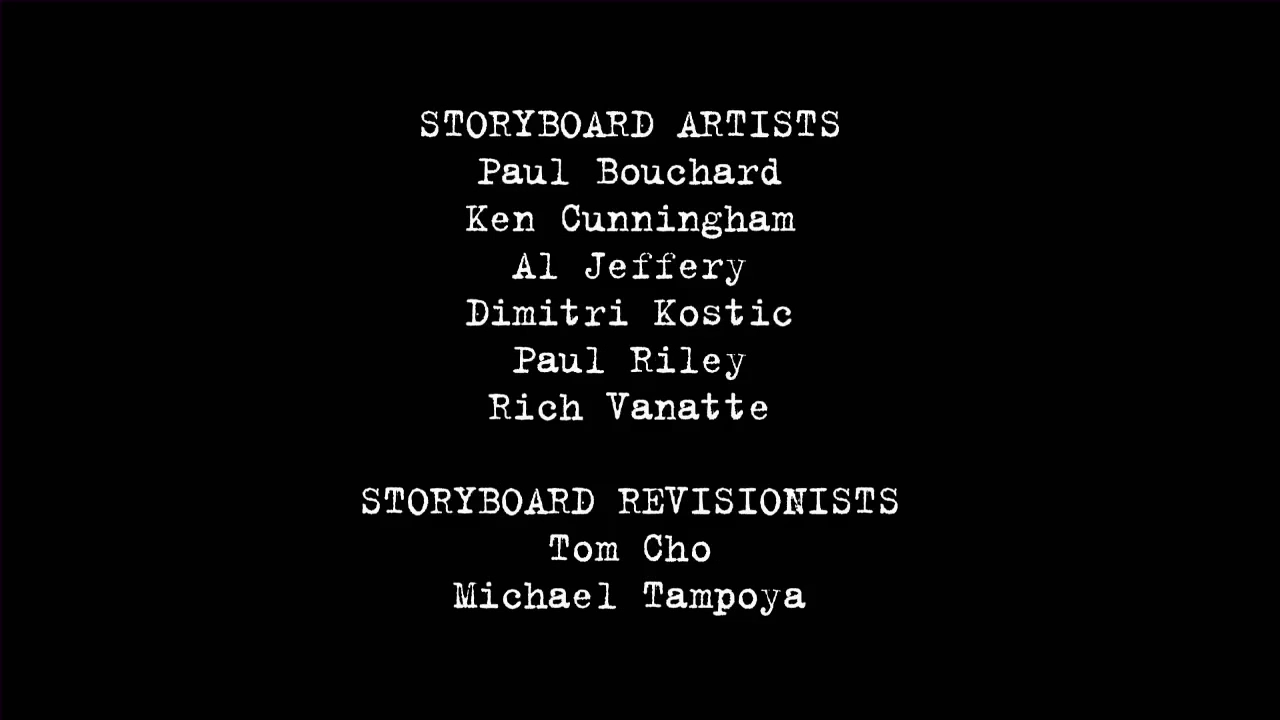 STORYBOARD ARTISTS
Paul Bouchard
Ken Cunningham
Al Jeffery
Dimitri Kostic
Paul Riley
Rich Vanatte
STORYBOARD REVISIONISTS
Tom Cho
Michael Tampoya